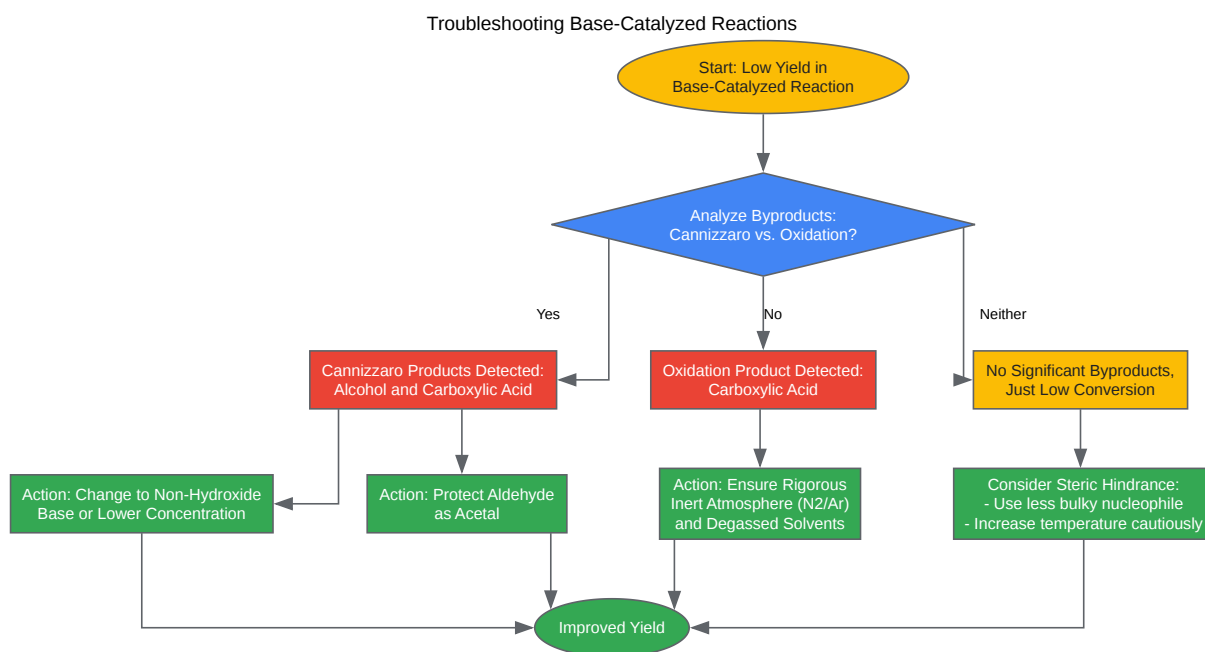 Troubleshooting Base-Catalyzed Reactions
Start: Low Yield in
Base-Catalyzed Reaction
Analyze Byproducts:
Cannizzaro vs. Oxidation?
Yes
No
Neither
Cannizzaro Products Detected:
Alcohol and Carboxylic Acid
Oxidation Product Detected:
Carboxylic Acid
No Significant Byproducts,
Just Low Conversion
Action: Change to Non-Hydroxide
Base or Lower Concentration
Action: Protect Aldehyde
as Acetal
Action: Ensure Rigorous
Inert Atmosphere (N2/Ar)
and Degassed Solvents
Consider Steric Hindrance:
- Use less bulky nucleophile
- Increase temperature cautiously
Improved Yield